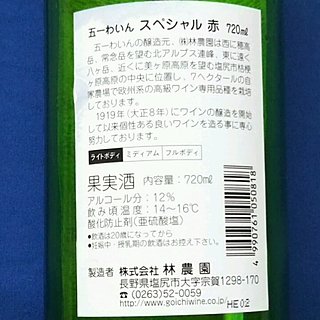 五一わいん スペシャル 赤 720㎖
五一わいんの醸造元、㈱林農園は西に穂高
岳、常念岳を望む北アルプス連峰、東に遠く
八ヶ岳、近くに美ヶ原高原を望む塩尻市桔梗
ヶ原高原の中央に位置し、7ヘクタールの自
家農場で欧州系の高級ワイン専用品種を栽培
しております。
1919年(大正8年)にワインの醸造を開始
して以来個性ある良いワインを造る事に専心
努力しております。
ライトボディ ミディアム フルボディ
果実酒 内容量：720㎖
アルコール分：12％
飲み頃温度：14〜16℃
酸化防止剤(亜硫酸塩)
●飲酒は20歳になってから
●妊娠中・授乳期の飲酒はお控え下さい。
製造者 株式会社 林農園
長野県塩尻市大字宗賀1298-170
☎ (0263)52-0059
http://www.goichiwine.co.jp/
HE02
4990761050818